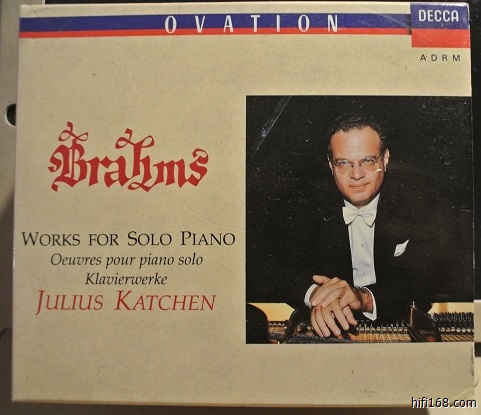 OVATION
DECCA
ADRM
Brahms
WORKS FOR SOLO PIANO
Oeuvres pour piano solo
Klavierwerke
JULIUS KATCHEN
hifi168.com